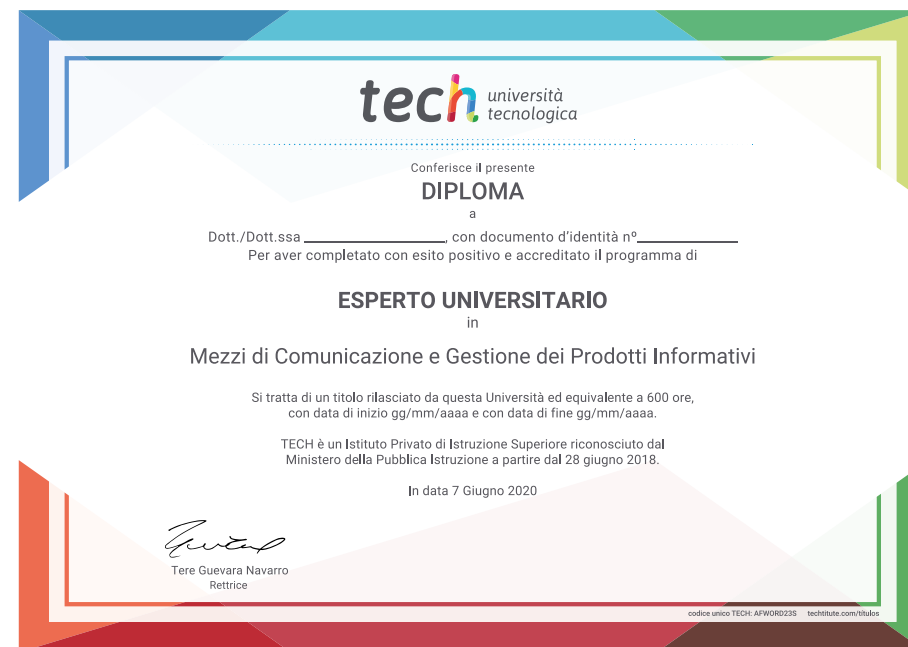 tech università
tecnologica
Conferisce il presente
DIPLOMA
a
Dott./Dott.ssa ____________________, con documento d'identità nº______________
Per aver completato con esito positivo e accreditato il programma di
ESPERTO UNIVERSITARIO
in
Mezzi di Comunicazione e Gestione dei Prodotti Informativi
Si tratta di un titolo rilasciato da questa Università ed equivalente a 600 ore,
con data di inizio gg/mm/aaaa e con data di fine gg/mm/aaaa.
TECH è un Istituto Privato di Istruzione Superiore riconosciuto dal
Ministero della Pubblica Istruzione a partire dal 28 giugno 2018.
In data 7 Giugno 2020
Tere Guevara Navarro
Rettrice
codice unico TECH: AFWORD23S techtitute.com/titulos